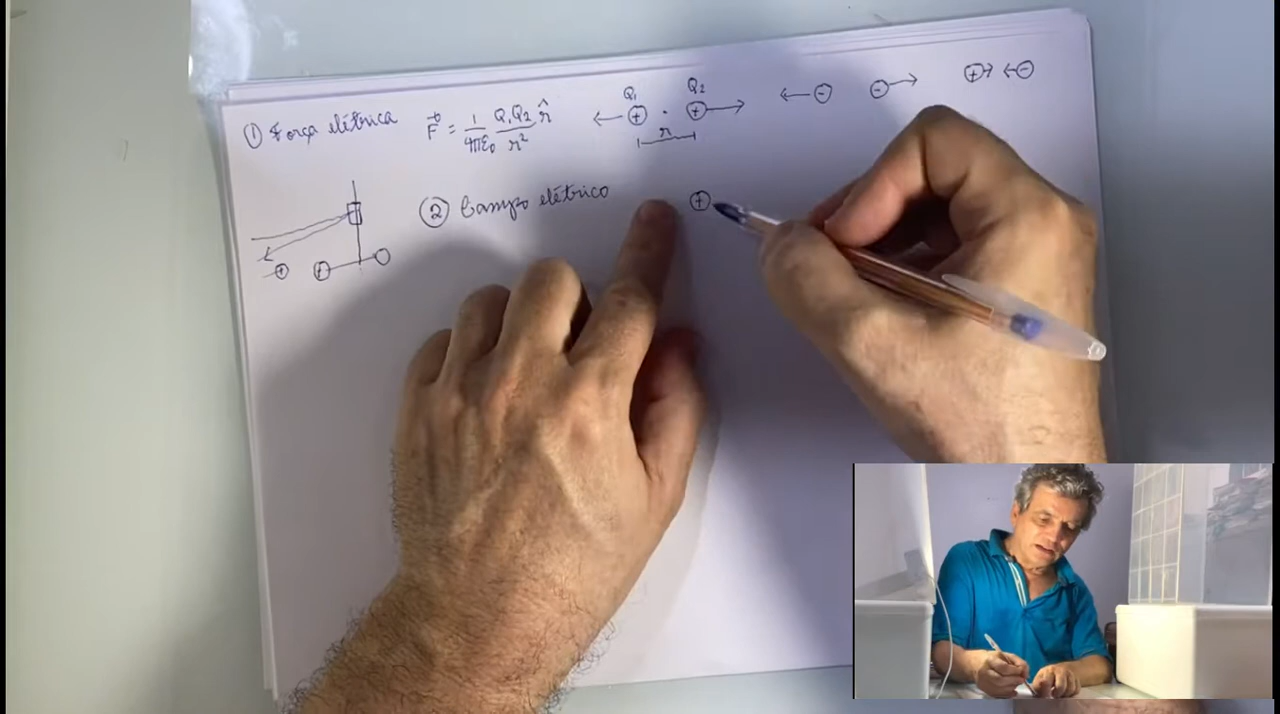 ① Força elétrica F⃗ = 1/4πε₀ Q₁Q₂/r² r̂
Q₁ Q₂
+ + - - + -
r
② Campo elétrico +
+ +